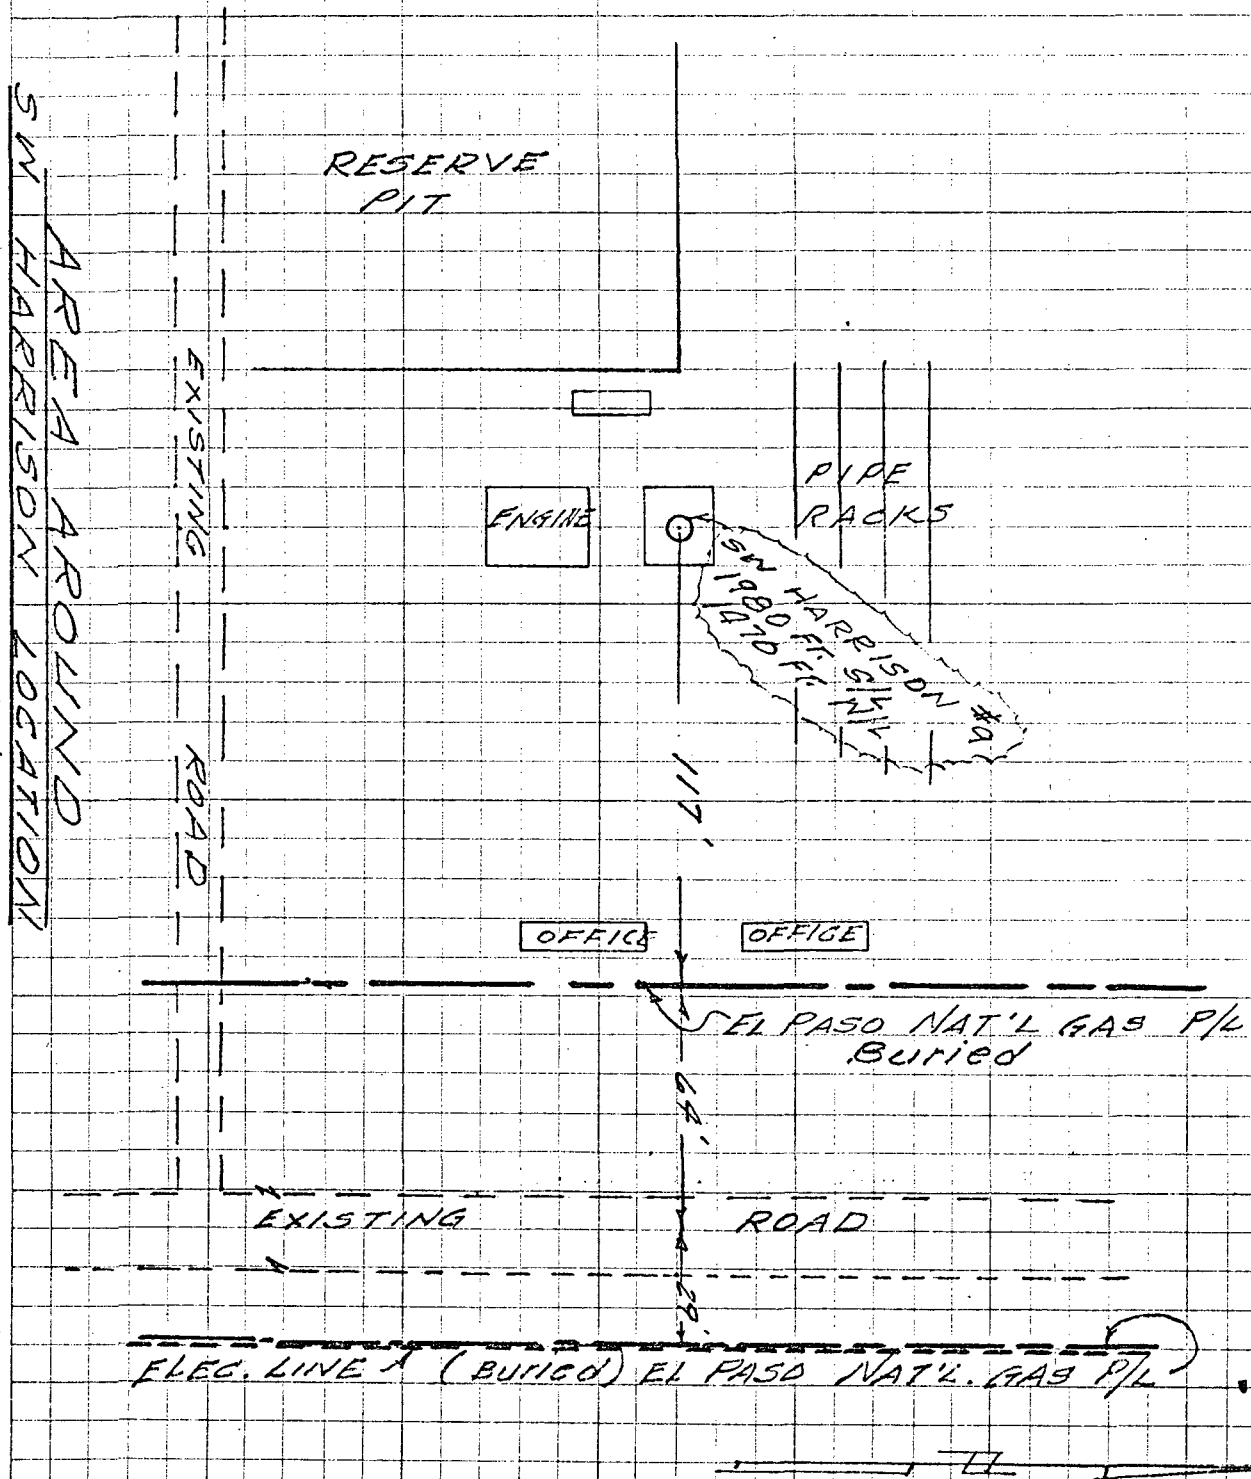 AREA AROUND
SW HARRISON LOCATION
EXISTING ROAD
RESERVE
PIT
ENGINE
PIPE
RACKS
SW HARRISON #9
1980 FT. S/L
1470 FT. W/L
117'
OFFICE
OFFICE
EL PASO NAT'L GAS P/L
Buried
64'
EXISTING ROAD
29'
ELEC. LINE (Buried) EL PASO NAT'L. GAS P/L